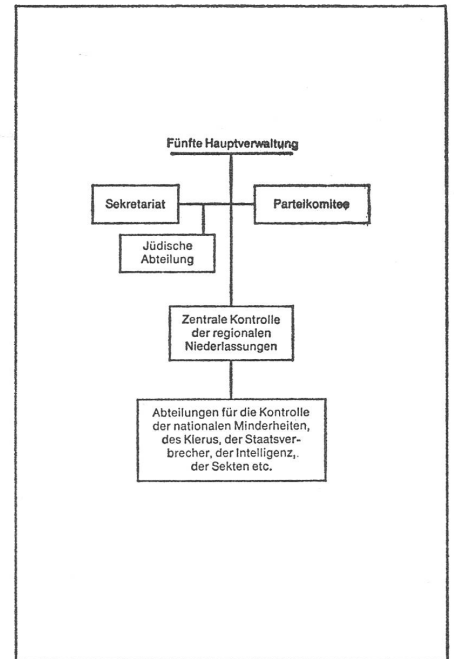 Fünfte Hauptverwaltung
Sekretariat
Parteikomitee
Jüdische
Abteilung
Zentrale Kontrolle
der regionalen
Niederlassungen
Abteilungen für die Kontrolle
der nationalen Minderheiten,
des Klerus, der Staatsver-
brecher, der Intelligenz,
der Sekten etc.